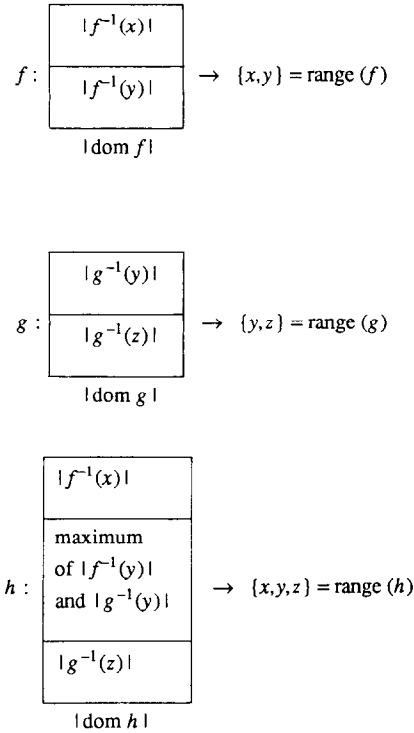 |f⁻¹(x)|
f : |f⁻¹(y)| → {x,y} = range (f)
|dom f|
|g⁻¹(y)|
g : |g⁻¹(z)| → {y,z} = range (g)
|dom g|
|f⁻¹(x)|
maximum
of |f⁻¹(y)|
h : and |g⁻¹(y)| → {x,y,z} = range (h)
|g⁻¹(z)|
|dom h|